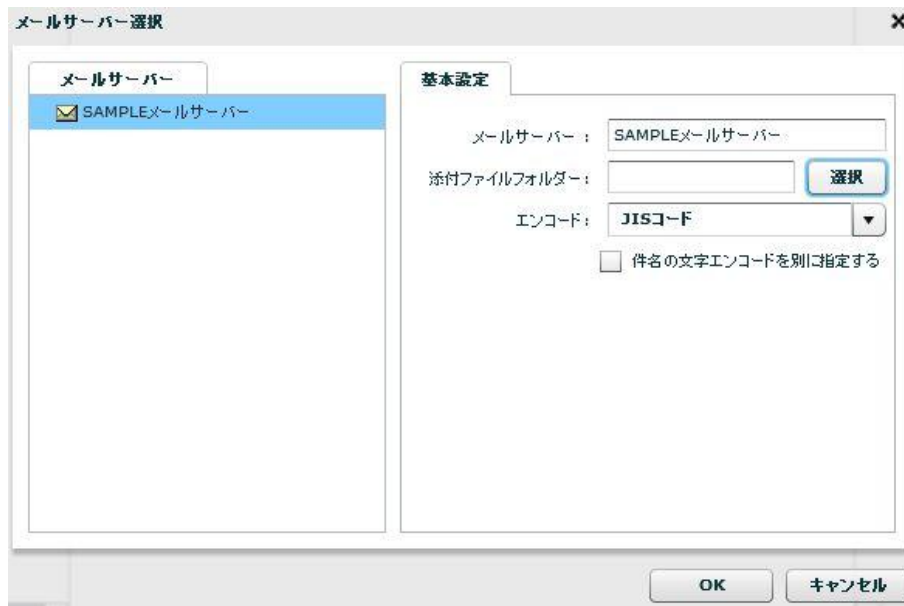 メールサーバー選択
メールサーバー
SAMPLEメールサーバー
基本設定
メールサーバー : SAMPLEメールサーバー
添付ファイルフォルダー: 選択
エンコード: JISコード
件名の文字エンコードを別に指定する
OK キャンセル